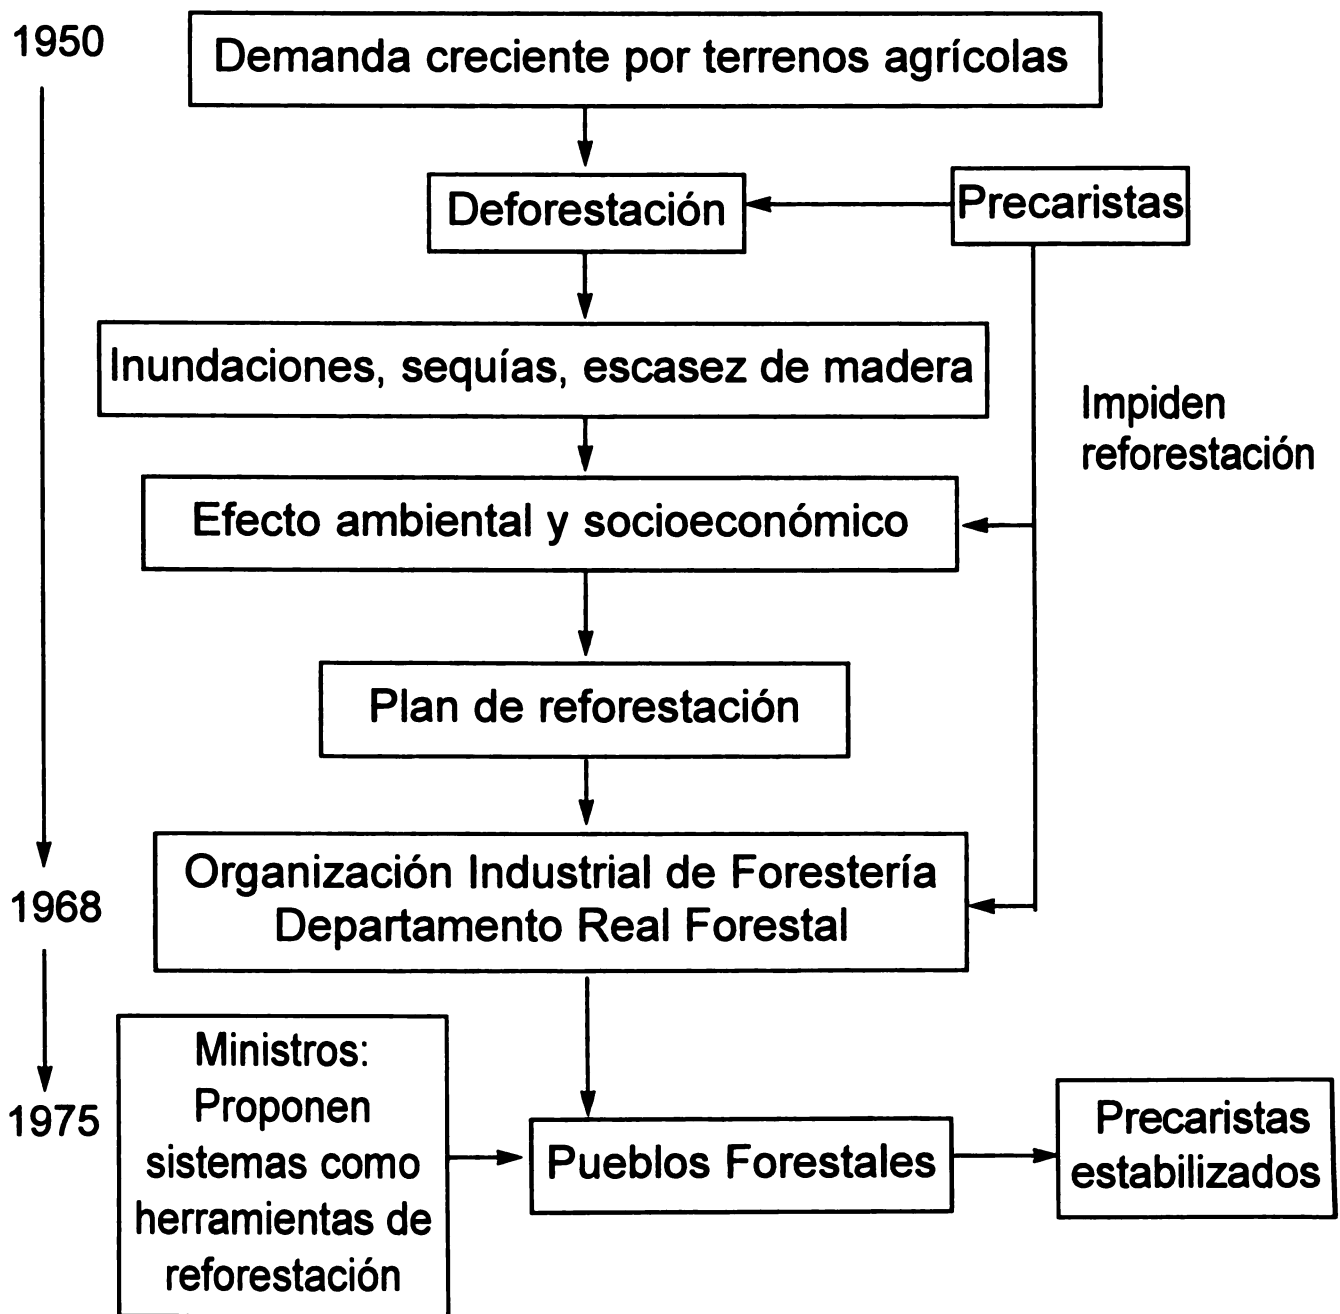 1950
Demanda creciente por terrenos agrícolas
Deforestación
Precaristas
Inundaciones, sequías, escasez de madera
Impiden
reforestación
Efecto ambiental y socioeconómico
Plan de reforestación
Organización Industrial de Forestería
Departamento Real Forestal
1968
Ministros:
Proponen
sistemas como
herramientas de
reforestación
1975
Pueblos Forestales
Precaristas
estabilizados